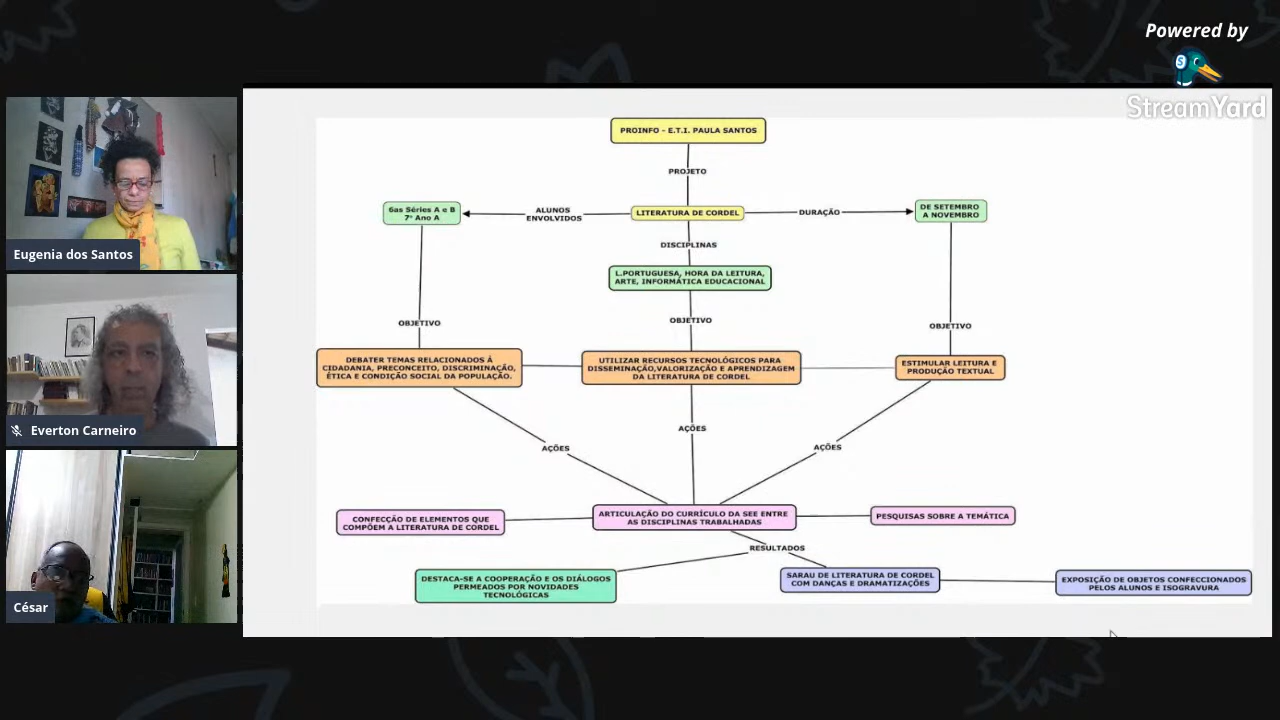 Powered by
StreamYard
Eugenia dos Santos
Everton Carneiro
César
PROINFO - E.T.I. PAULA SANTOS
PROJETO
6as Séries A e B
7º Ano A
ALUNOS
ENVOLVIDOS
LITERATURA DE CORDEL
DURAÇÃO
DE SETEMBRO
A NOVEMBRO
DISCIPLINAS
L.PORTUGUESA, HORA DA LEITURA,
ARTE, INFORMÁTICA EDUCACIONAL
OBJETIVO
OBJETIVO
OBJETIVO
DEBATER TEMAS RELACIONADOS Á
CIDADANIA, PRECONCEITO, DISCRIMINAÇÃO,
ÉTICA E CONDIÇÃO SOCIAL DA POPULAÇÃO.
UTILIZAR RECURSOS TECNOLÓGICOS PARA
DISSEMINAÇÃO,VALORIZAÇÃO E APRENDIZAGEM
DA LITERATURA DE CORDEL
ESTIMULAR LEITURA E
PRODUÇÃO TEXTUAL
AÇÕES
AÇÕES
AÇÕES
CONFECÇÃO DE ELEMENTOS QUE
COMPÕEM A LITERATURA DE CORDEL
ARTICULAÇÃO DO CURRÍCULO DA SEE ENTRE
AS DISCIPLINAS TRABALHADAS
PESQUISAS SOBRE A TEMÁTICA
RESULTADOS
DESTACA-SE A COOPERAÇÃO E OS DIÁLOGOS
PERMEADOS POR NOVIDADES
TECNOLÓGICAS
SARAU DE LITERATURA DE CORDEL
COM DANÇAS E DRAMATIZAÇÕES
EXPOSIÇÃO DE OBJETOS CONFECCIONADOS
PELOS ALUNOS E ISOGRAVURA